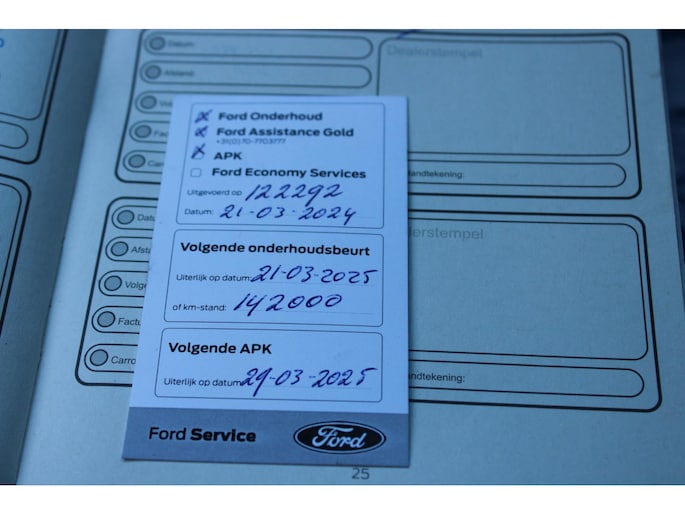 Datum:
Afstand:
Dealerstempel
Ford Onderhoud
Ford Assistance Gold
+31(0)70-7703777
APK
Ford Economy Services
Uitgevoerd op 122292
Datum: 21-03-2024
Handtekening:
Volgende onderhoudsbeurt
Uiterlijk op datum: 21-03-2025
of km-stand: 142000
Volgende APK
Uiterlijk op datum: 29-03-2025
Ford Service
Ford
25